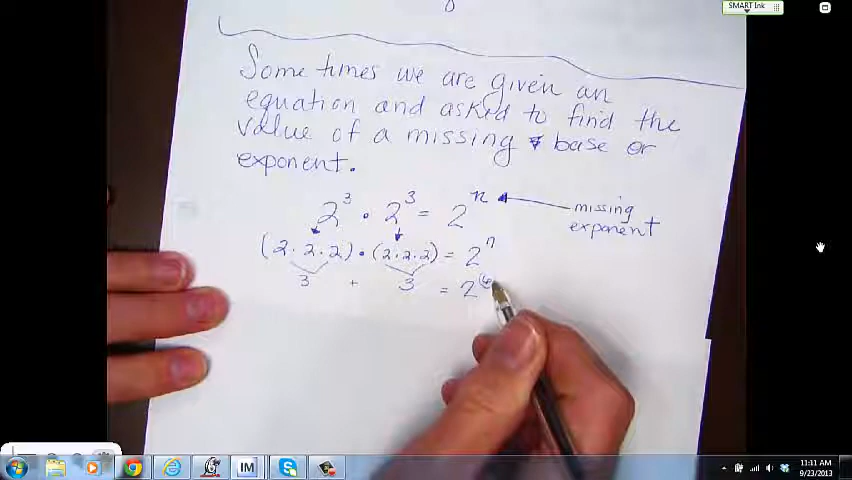 SMART Ink
Some times we are given an
equation and asked to find the
value of a missing base or
exponent.
2³ · 2³ = 2ⁿ
missing
exponent
(2·2·2) · (2·2·2) = 2ⁿ
3 + 3 = 2⁶
IM
11:11 AM
9/23/2013